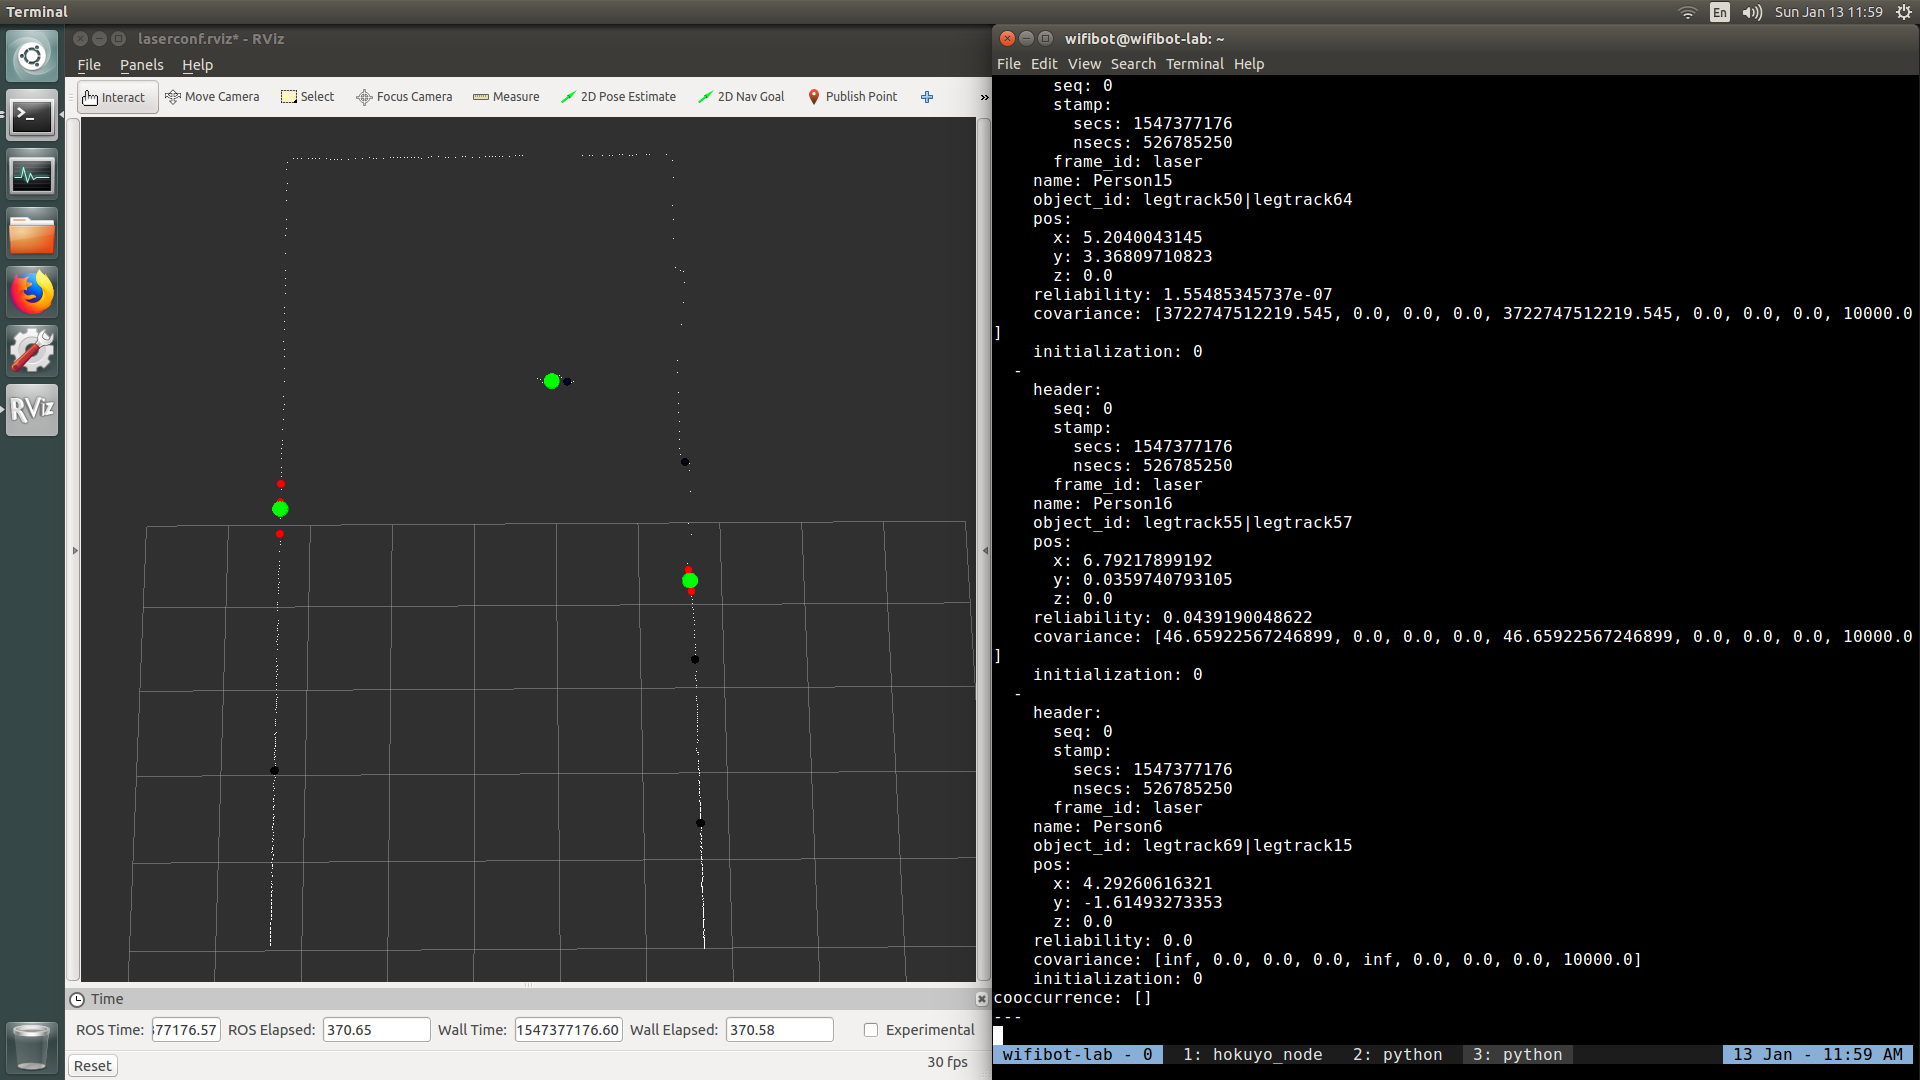 Terminal
En
Sun Jan 13 11:59
laserconf.rviz* - RViz
File Panels Help
Interact Move Camera Select Focus Camera Measure 2D Pose Estimate 2D Nav Goal Publish Point »
RViz
Time
ROS Time: 77176.57 ROS Elapsed: 370.65 Wall Time: 1547377176.60 Wall Elapsed: 370.58 Experimental
Reset 30 fps
wifibot@wifibot-lab: ~
File Edit View Search Terminal Help
seq: 0
stamp:
secs: 1547377176
nsecs: 526785250
frame_id: laser
name: Person15
object_id: legtrack50|legtrack64
pos:
x: 5.2040043145
y: 3.36809710823
z: 0.0
reliability: 1.55485345737e-07
covariance: [3722747512219.545, 0.0, 0.0, 0.0, 3722747512219.545, 0.0, 0.0, 0.0, 10000.0
]
initialization: 0
-
header:
seq: 0
stamp:
secs: 1547377176
nsecs: 526785250
frame_id: laser
name: Person16
object_id: legtrack55|legtrack57
pos:
x: 6.79217899192
y: 0.0359740793105
z: 0.0
reliability: 0.0439190048622
covariance: [46.65922567246899, 0.0, 0.0, 0.0, 46.65922567246899, 0.0, 0.0, 0.0, 10000.0
]
initialization: 0
-
header:
seq: 0
stamp:
secs: 1547377176
nsecs: 526785250
frame_id: laser
name: Person6
object_id: legtrack69|legtrack15
pos:
x: 4.29260616321
y: -1.61493273353
z: 0.0
reliability: 0.0
covariance: [inf, 0.0, 0.0, 0.0, inf, 0.0, 0.0, 0.0, 10000.0]
initialization: 0
cooccurrence: []
---
wifibot-lab - 0 1: hokuyo_node 2: python 3: python 13 Jan - 11:59 AM